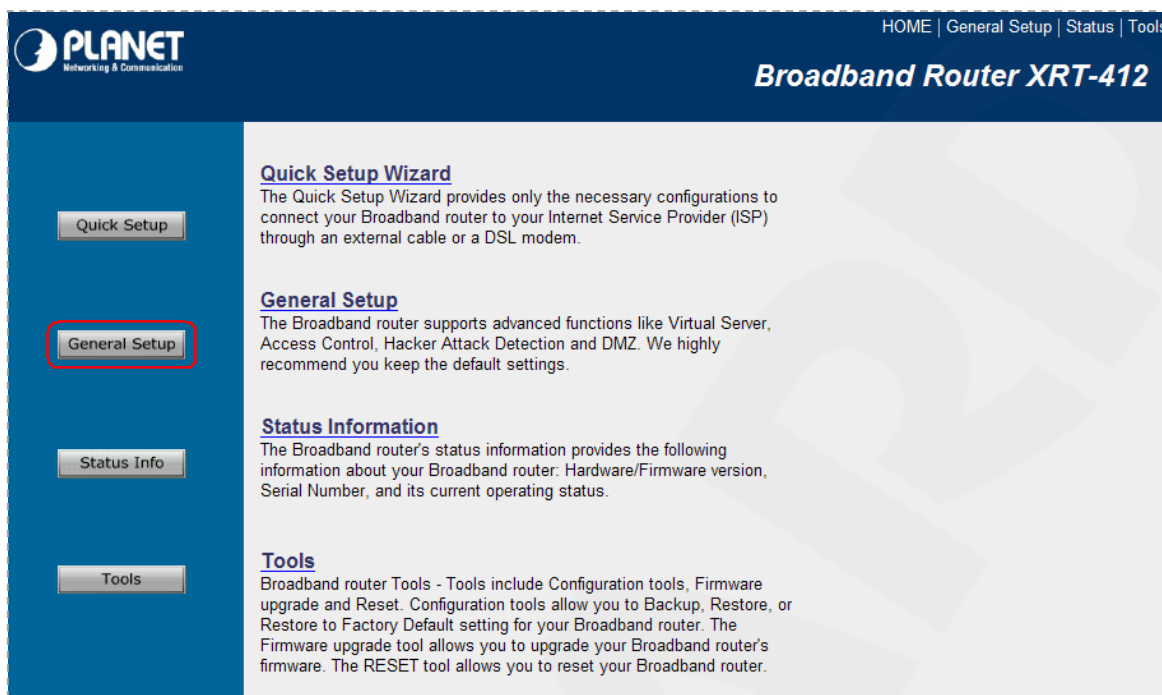 PLANET
Networking & Communication
HOME | General Setup | Status | Tools
Broadband Router XRT-412
Quick Setup
General Setup
Status Info
Tools
Quick Setup Wizard
The Quick Setup Wizard provides only the necessary configurations to
connect your Broadband router to your Internet Service Provider (ISP)
through an external cable or a DSL modem.
General Setup
The Broadband router supports advanced functions like Virtual Server,
Access Control, Hacker Attack Detection and DMZ. We highly
recommend you keep the default settings.
Status Information
The Broadband router's status information provides the following
information about your Broadband router: Hardware/Firmware version,
Serial Number, and its current operating status.
Tools
Broadband router Tools - Tools include Configuration tools, Firmware
upgrade and Reset. Configuration tools allow you to Backup, Restore, or
Restore to Factory Default setting for your Broadband router. The
Firmware upgrade tool allows you to upgrade your Broadband router's
firmware. The RESET tool allows you to reset your Broadband router.